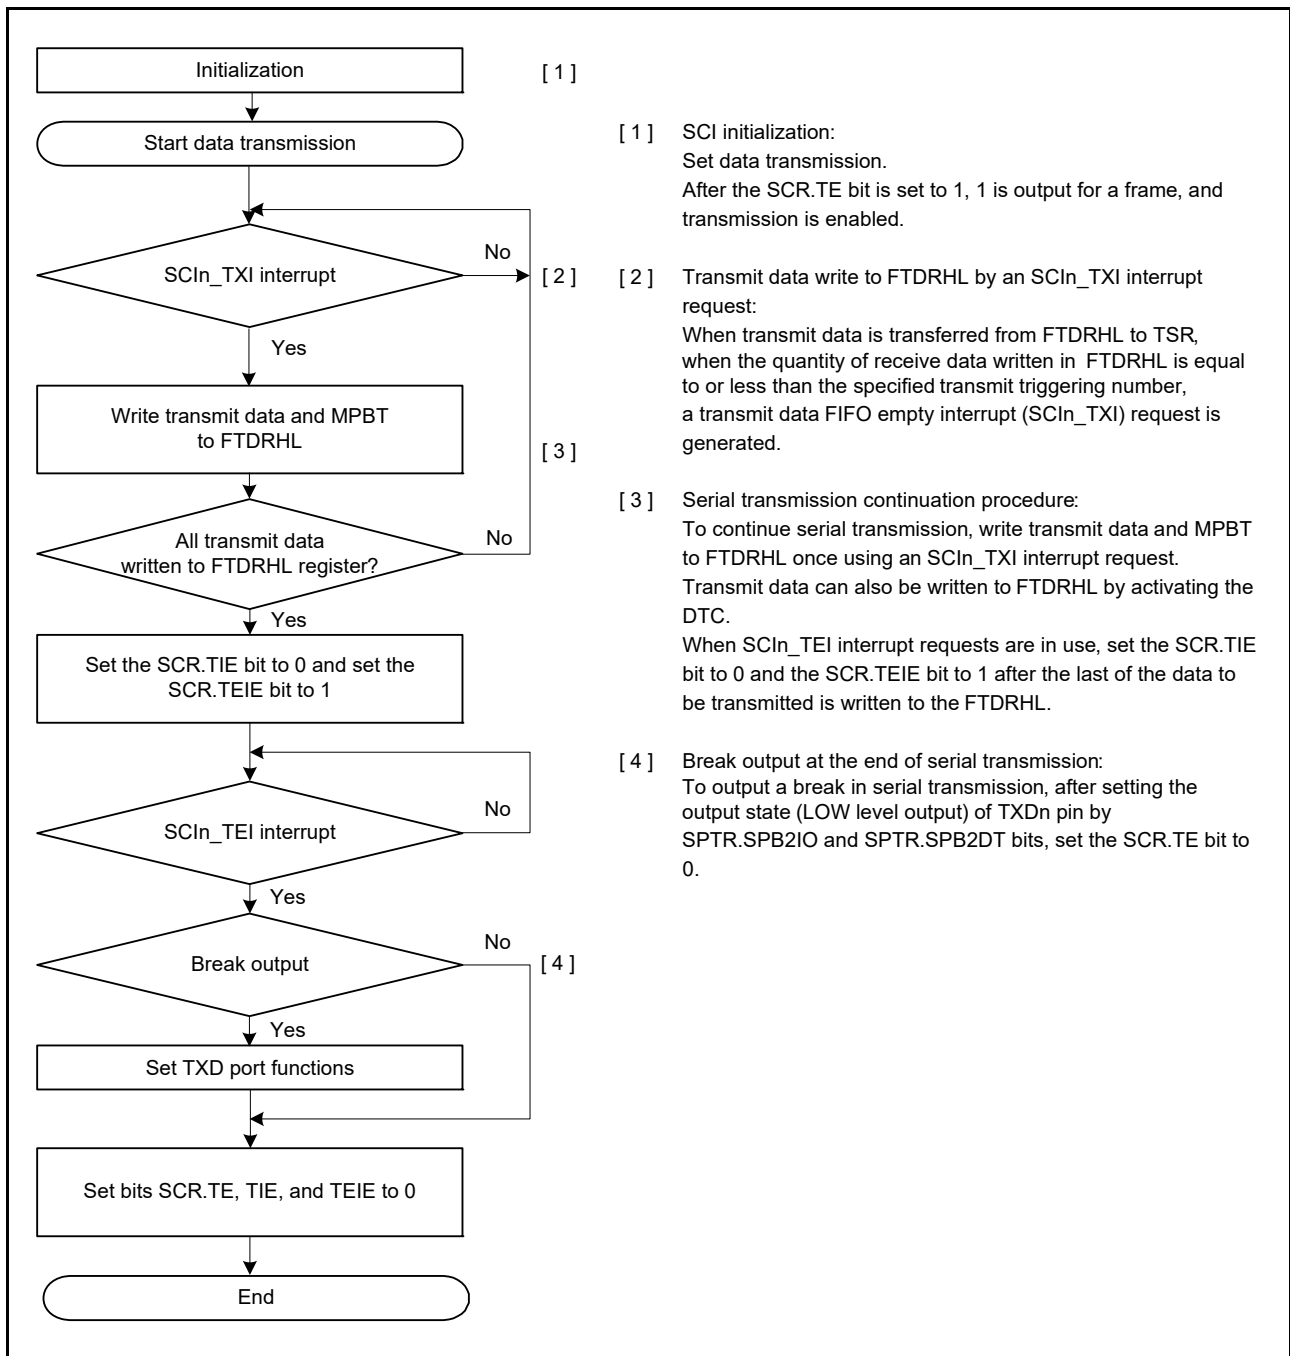 Initialization
[ 1 ]
Start data transmission
SCIn_TXI interrupt
No
[ 2 ]
Yes
Write transmit data and MPBT
to FTDRHL
[ 3 ]
All transmit data
written to FTDRHL register?
No
Yes
Set the SCR.TIE bit to 0 and set the
SCR.TEIE bit to 1
SCIn_TEI interrupt
No
Yes
Break output
No
[ 4 ]
Yes
Set TXD port functions
Set bits SCR.TE, TIE, and TEIE to 0
End
[ 1 ] SCI initialization:
Set data transmission.
After the SCR.TE bit is set to 1, 1 is output for a frame, and
transmission is enabled.
[ 2 ] Transmit data write to FTDRHL by an SCIn_TXI interrupt
request:
When transmit data is transferred from FTDRHL to TSR,
when the quantity of receive data written in FTDRHL is equal
to or less than the specified transmit triggering number,
a transmit data FIFO empty interrupt (SCIn_TXI) request is
generated.
[ 3 ] Serial transmission continuation procedure:
To continue serial transmission, write transmit data and MPBT
to FTDRHL once using an SCIn_TXI interrupt request.
Transmit data can also be written to FTDRHL by activating the
DTC.
When SCIn_TEI interrupt requests are in use, set the SCR.TIE
bit to 0 and the SCR.TEIE bit to 1 after the last of the data to
be transmitted is written to the FTDRHL.
[ 4 ] Break output at the end of serial transmission:
To output a break in serial transmission, after setting the
output state (LOW level output) of TXDn pin by
SPTR.SPB2IO and SPTR.SPB2DT bits, set the SCR.TE bit to
0.